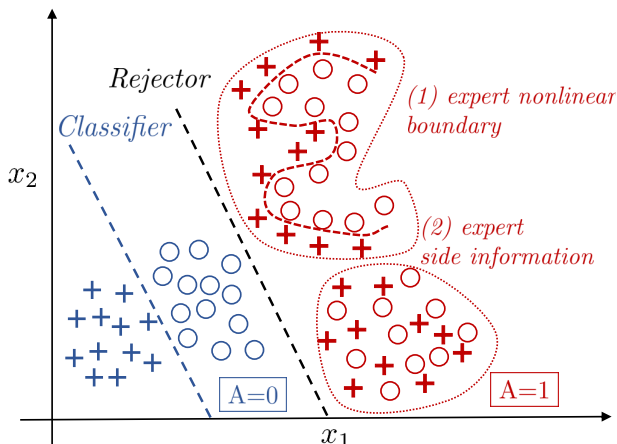 Rejector
Classifier
(1) expert nonlinear
boundary
x₂
(2) expert
side information
A=0
A=1
x₁